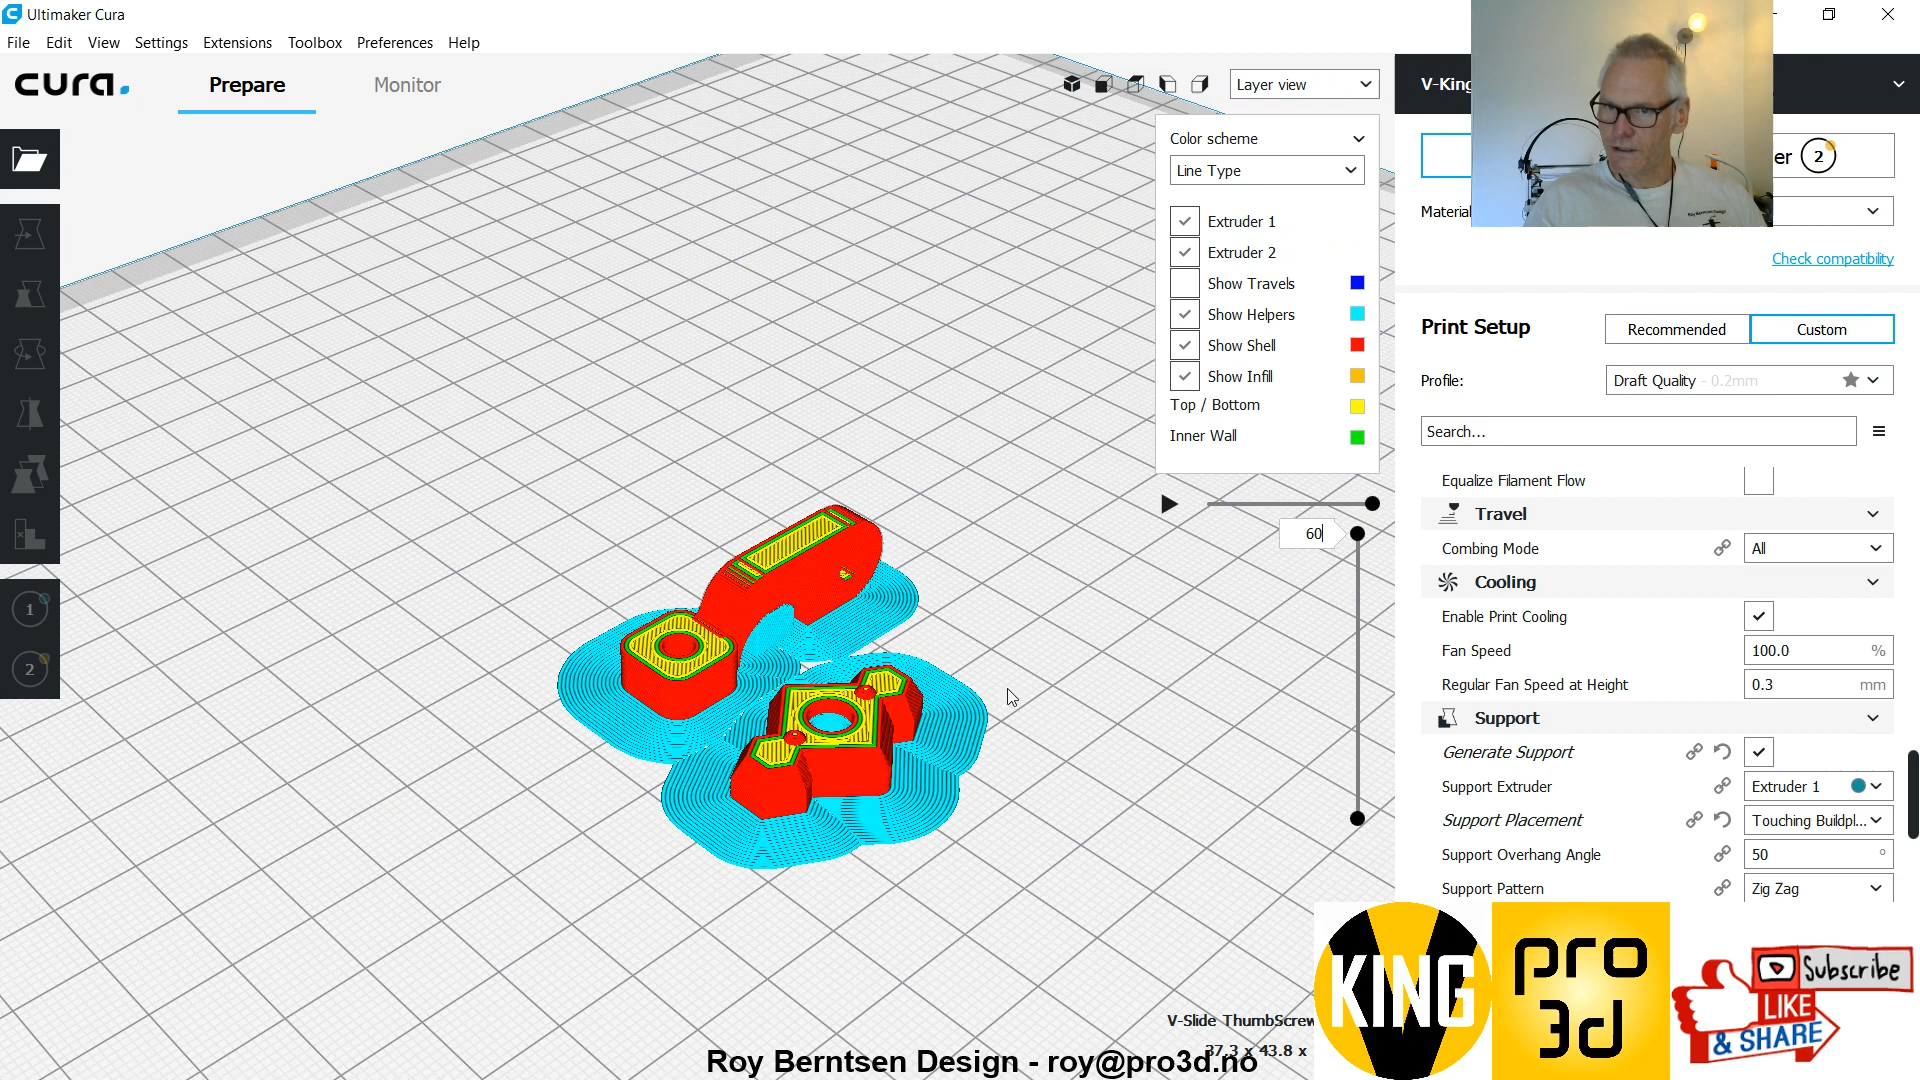 Ultimaker Cura
File Edit View Settings Extensions Toolbox Preferences Help
cura.
Prepare
Monitor
Layer view
V-King
Color scheme
Line Type
er 2
Material
Extruder 1
Extruder 2
Show Travels
Show Helpers
Show Shell
Show Infill
Top / Bottom
Inner Wall
Check compatibility
Print Setup
Recommended
Custom
Profile:
Draft Quality - 0.2mm
Search...
Equalize Filament Flow
Travel
Combing Mode
All
Cooling
Enable Print Cooling
Fan Speed
100.0 %
Regular Fan Speed at Height
0.3 mm
Support
Generate Support
Support Extruder
Extruder 1
Support Placement
Touching Buildpl...
Support Overhang Angle
50 °
Support Pattern
Zig Zag
60
1
2
V-Slide ThumbScrew
37.3 x 43.8 x
Roy Berntsen Design - roy@pro3d.no
KING
pro
3d
Subscribe
LIKE
& SHARE